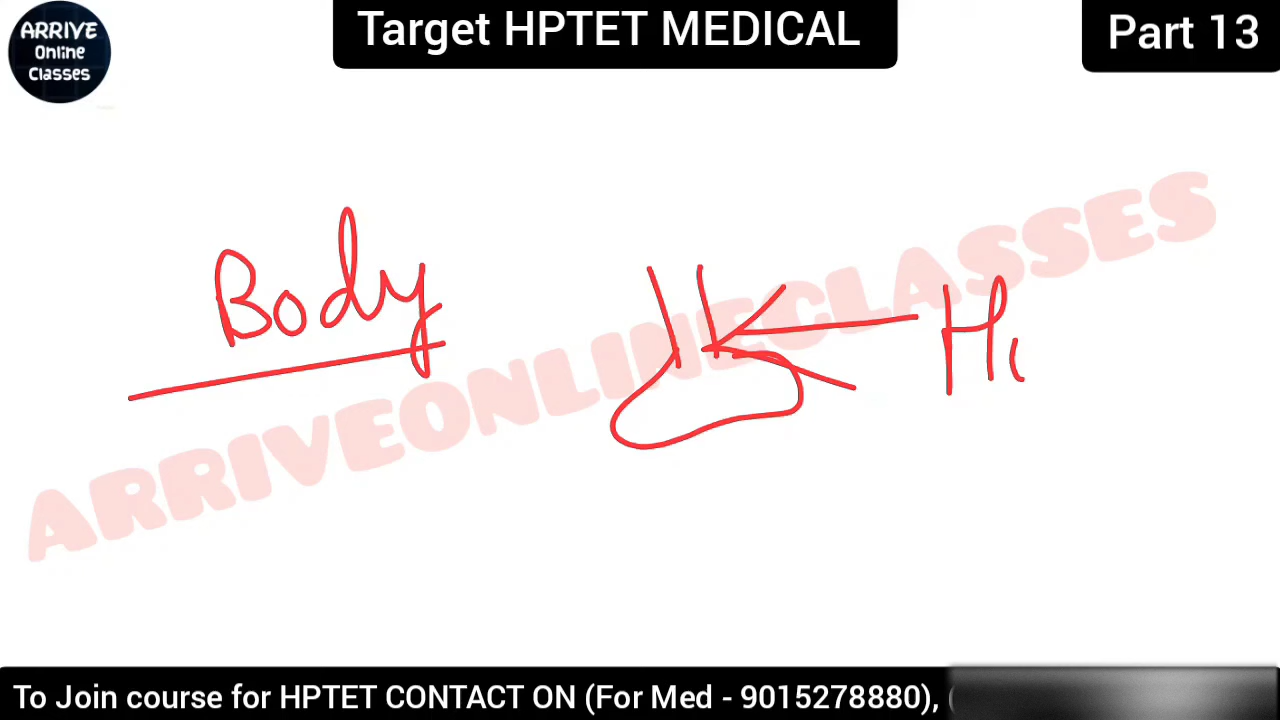 ARRIVE
Online
Classes
Target HPTET MEDICAL
Part 13
Body
ARRIVEONLINECLASSES
To Join course for HPTET CONTACT ON (For Med - 9015278880), (